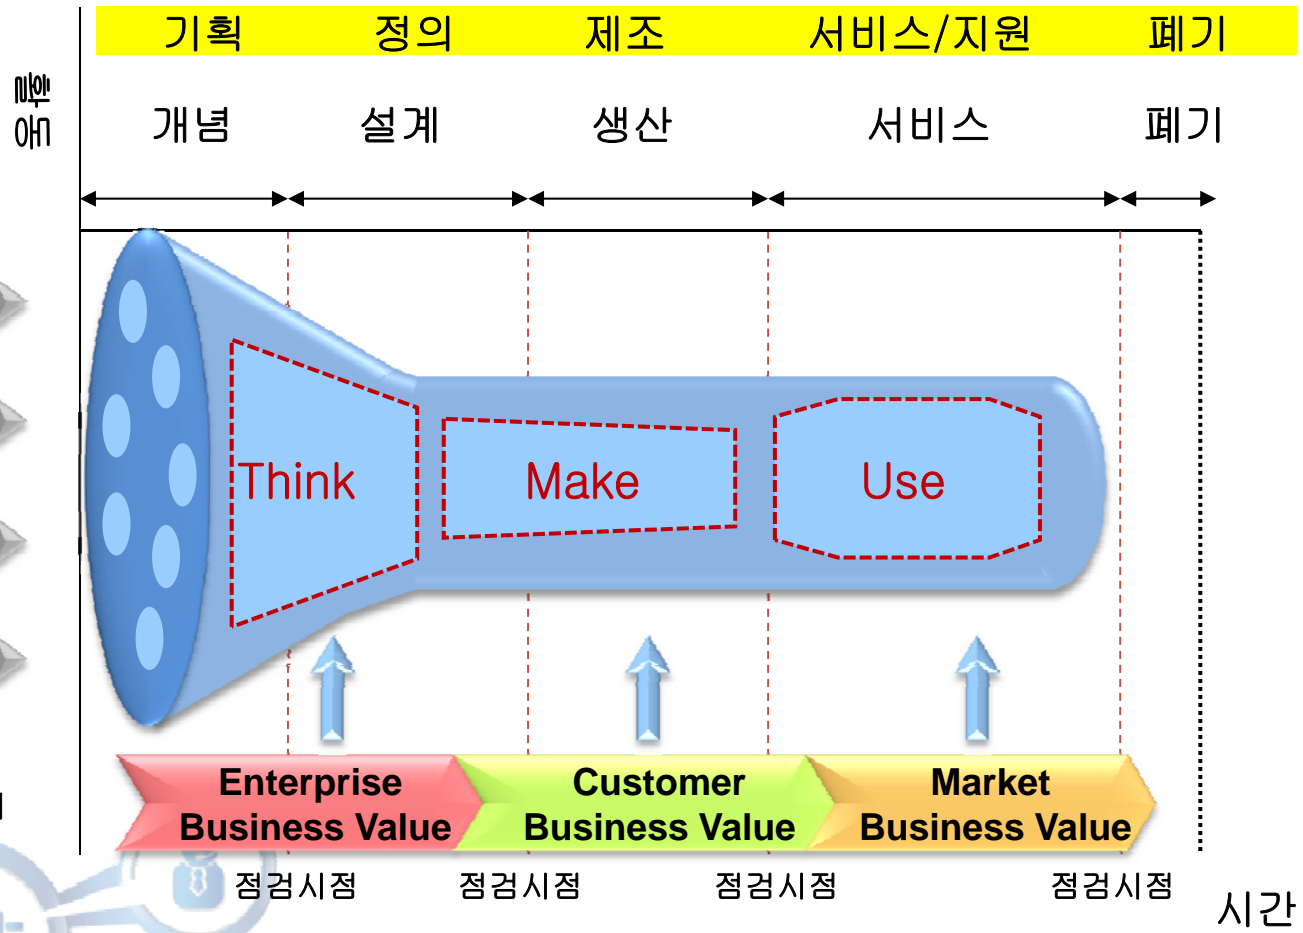 기획 정의 제조 서비스/지원 폐기
활동
개념 설계 생산 서비스 폐기
Think Make Use
Enterprise
Business Value
Customer
Business Value
Market
Business Value
점검시점 점검시점 점검시점 점검시점
시간